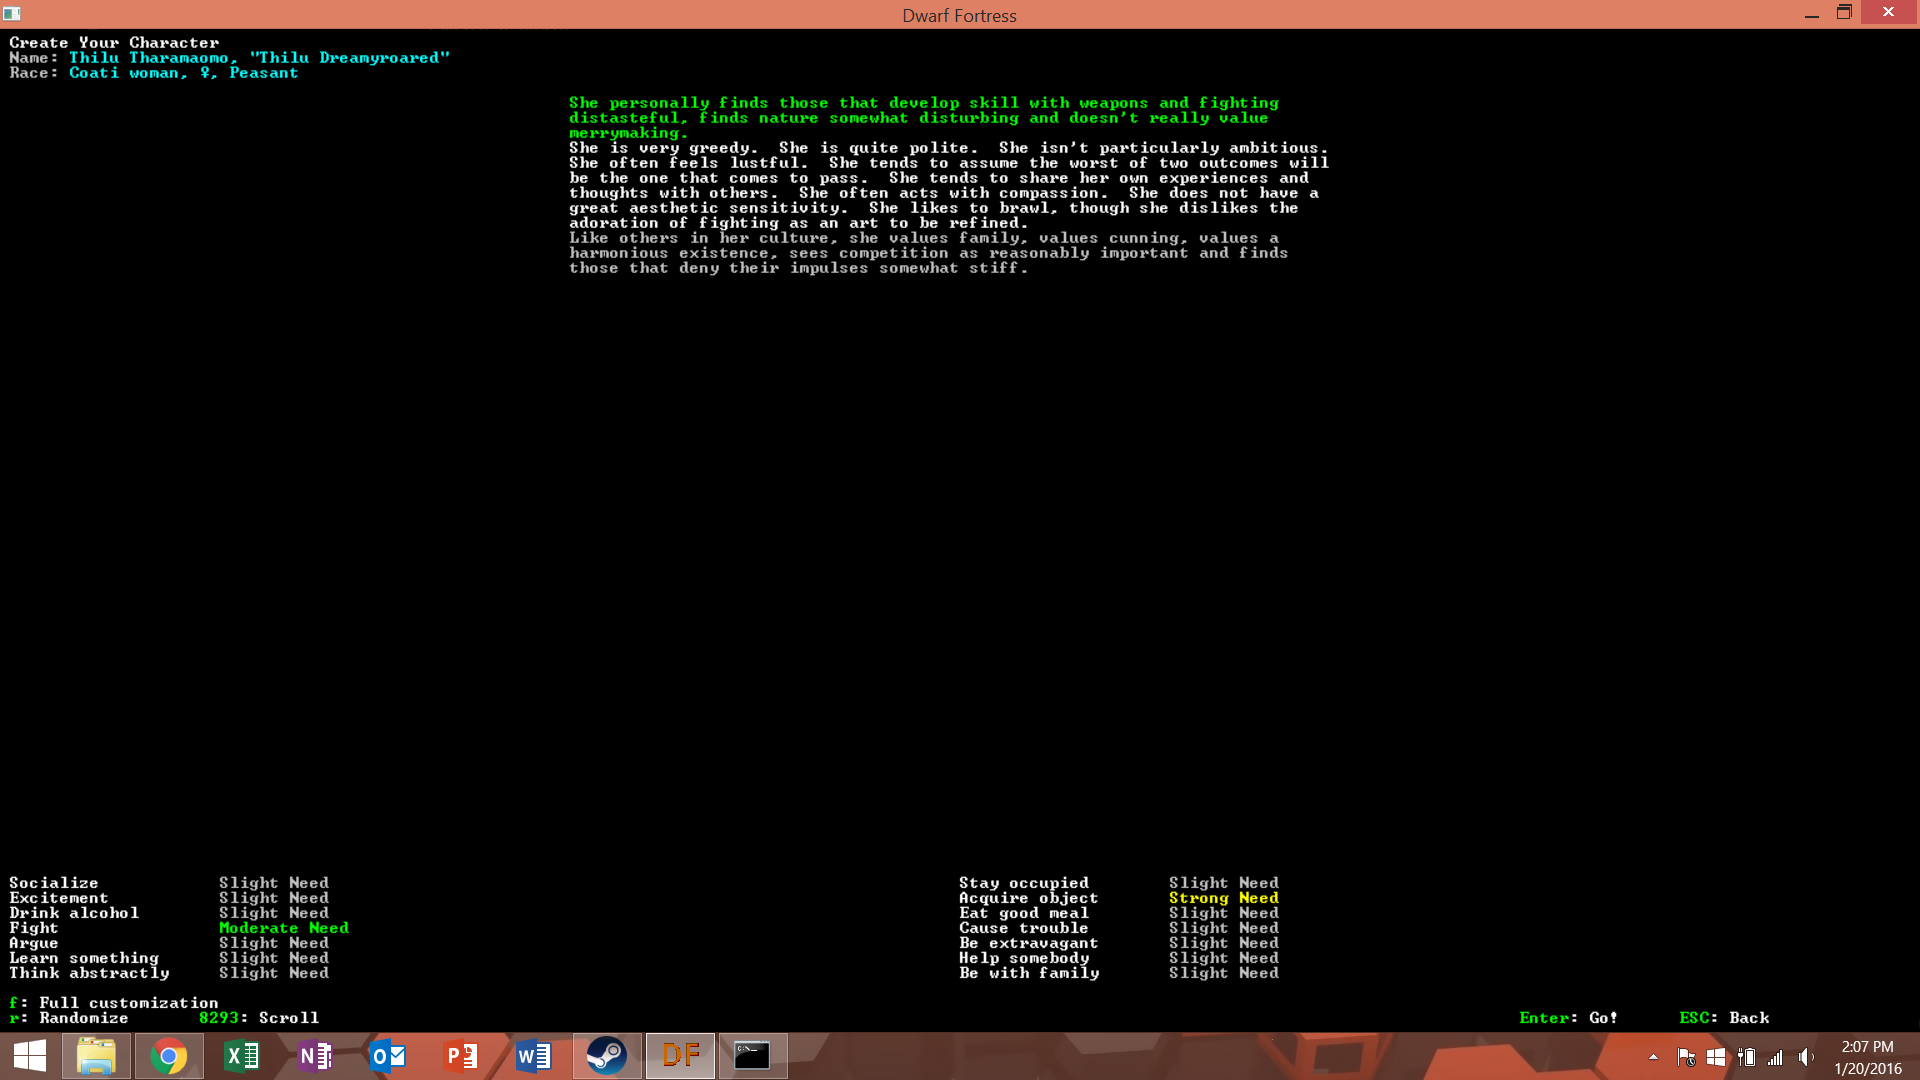 Dwarf Fortress
Create Your Character
Name: Thilu Tharamaomo, "Thilu Dreamyroared"
Race: Coati woman, ♀, Peasant
She personally finds those that develop skill with weapons and fighting
distasteful, finds nature somewhat disturbing and doesn't really value
merrymaking.
She is very greedy.  She is quite polite.  She isn't particularly ambitious.
She often feels lustful.  She tends to assume the worst of two outcomes will
be the one that comes to pass.  She tends to share her own experiences and
thoughts with others.  She often acts with compassion.  She does not have a
great aesthetic sensitivity.  She likes to brawl, though she dislikes the
adoration of fighting as an art to be refined.
Like others in her culture, she values family, values cunning, values a
harmonious existence, sees competition as reasonably important and finds
those that deny their impulses somewhat stiff.
Socialize Slight Need Stay occupied Slight Need
Excitement Slight Need Acquire object Strong Need
Drink alcohol Slight Need Eat good meal Slight Need
Fight Moderate Need Cause trouble Slight Need
Argue Slight Need Be extravagant Slight Need
Learn something Slight Need Help somebody Slight Need
Think abstractly Slight Need Be with family Slight Need
f: Full customization
r: Randomize 8293: Scroll Enter: Go! ESC: Back
DF
2:07 PM
1/20/2016